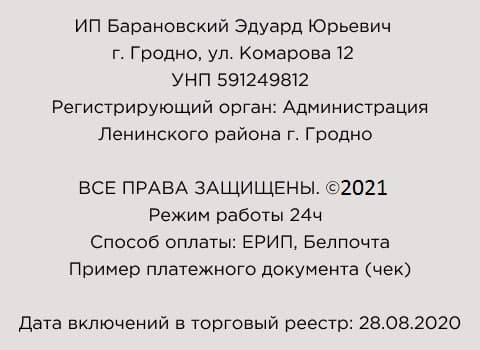 ИП Барановский Эдуард Юрьевич
г. Гродно, ул. Комарова 12
УНП 591249812
Регистрирующий орган: Администрация
Ленинского района г. Гродно
ВСЕ ПРАВА ЗАЩИЩЕНЫ. ©2021
Режим работы 24ч
Способ оплаты: ЕРИП, Белпочта
Пример платежного документа (чек)
Дата включений в торговый реестр: 28.08.2020